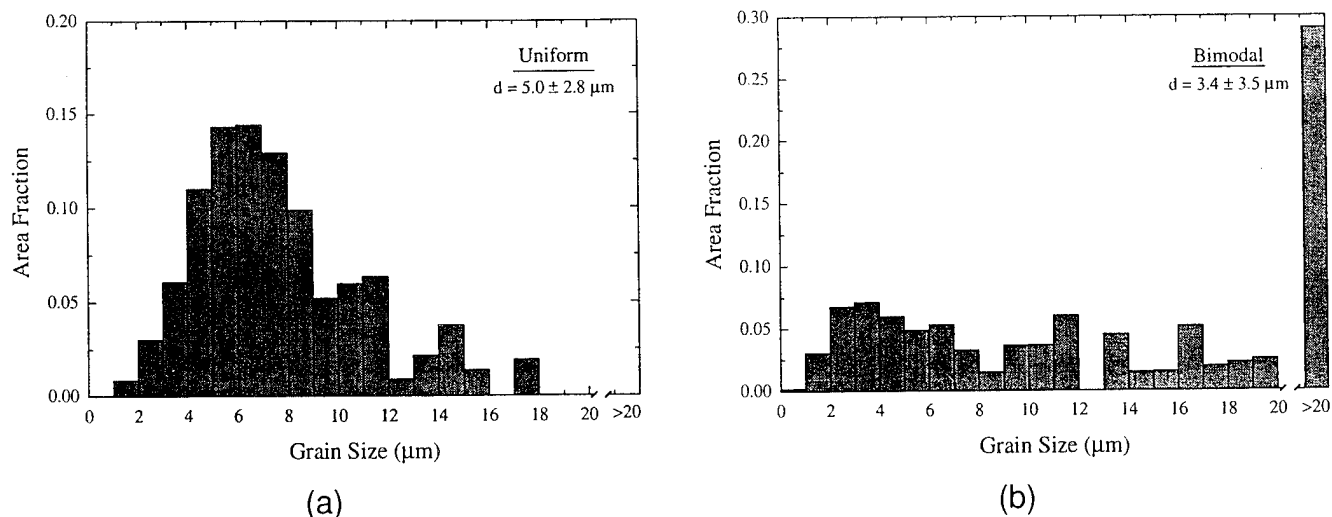 0.20
0.15
0.10
0.05
0.00
Area Fraction
Uniform
d = 5.0 ± 2.8 μm
0 2 4 6 8 10 12 14 16 18 20 >20
Grain Size (μm)
(a)
0.30
0.25
0.20
0.15
0.10
0.05
0.00
Area Fraction
Bimodal
d = 3.4 ± 3.5 μm
0 2 4 6 8 10 12 14 16 18 20 >20
Grain Size (μm)
(b)